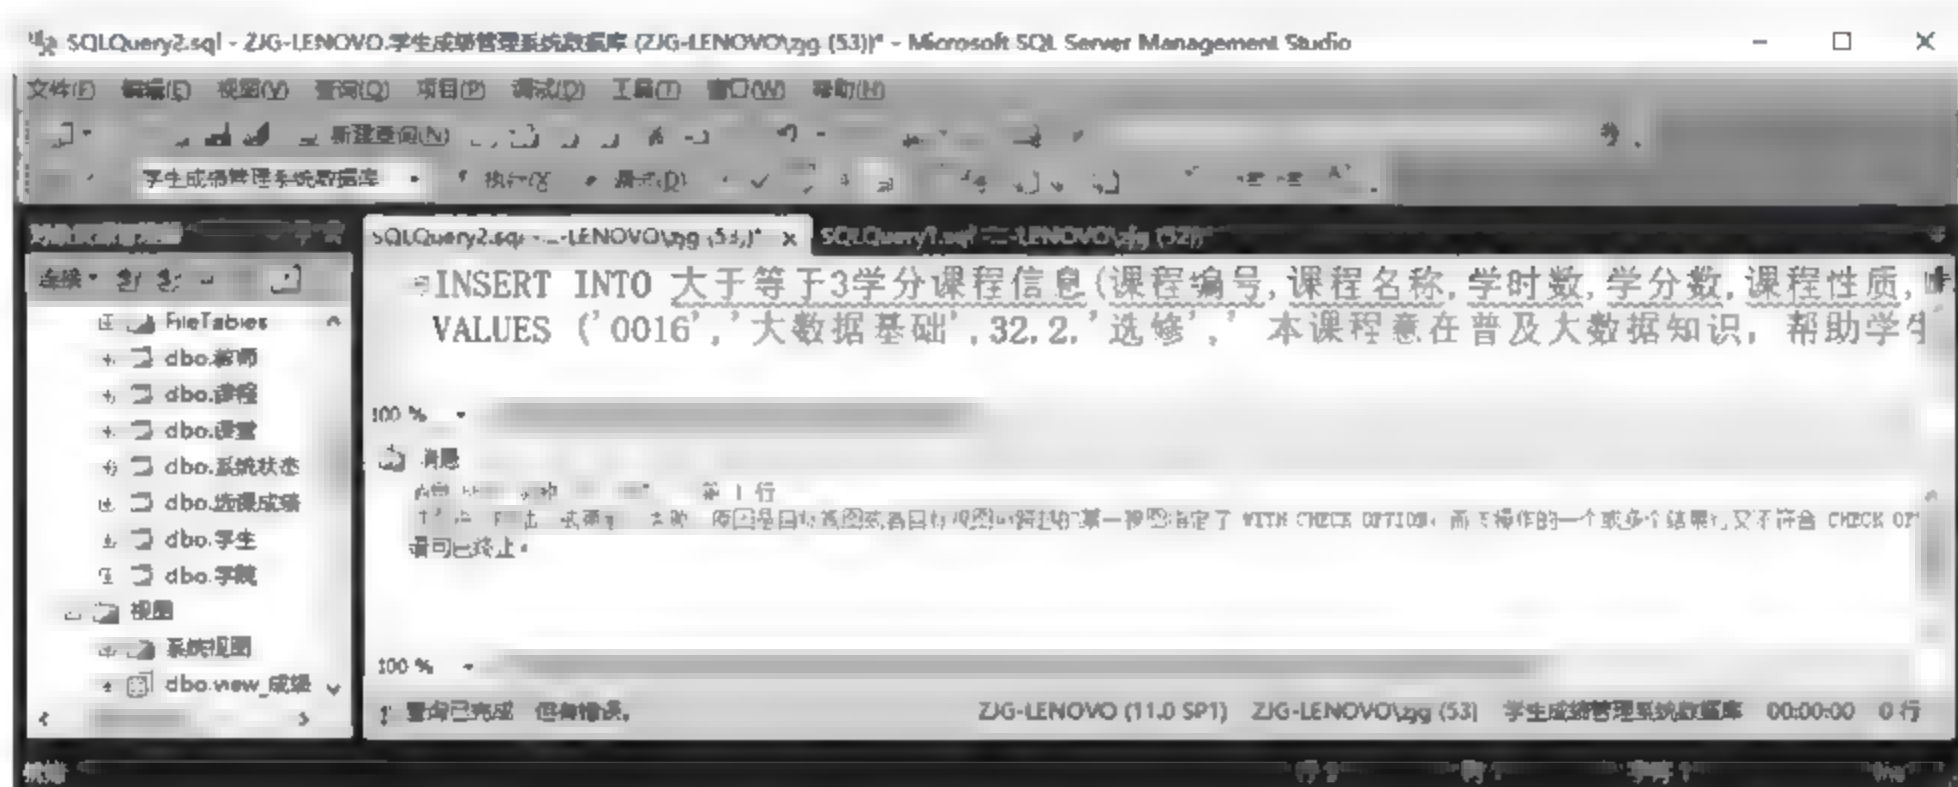 SQLQuery2.sql - ZJG-LENOVO.学生成绩管理系统数据库 (ZJG-LENOVO\zjg (53))* - Microsoft SQL Server Management Studio
文件(F) 编辑(E) 视图(V) 查询(Q) 项目(P) 调试(D) 工具(T) 窗口(W) 帮助(H)
新建查询(N)
学生成绩管理系统数据库 执行(X) 调试(D)
SQLQuery2.sql -...-LENOVO\zjg (53))* SQLQuery1.sql -...-LENOVO\zjg (52))*
连接
INSERT INTO 大于等于3学分课程信息(课程编号,课程名称,学时数,学分数,课程性质,
VALUES ('0016','大数据基础',32,2,'选修',' 本课程意在普及大数据知识, 帮助学生
FileTables
dbo.教师
dbo.课程
dbo.课堂
dbo.系统状态
dbo.选课成绩
dbo.学生
dbo.学院
视图
系统视图
dbo.view_成绩
100 %
消息
第 1 行
原因是目标视图或者目标视图所跨越的某一视图指定了 WITH CHECK OPTION, 而该操作的一个或多个结果行又不符合 CHECK OP
语句已终止。
100 %
查询已完成 但有错误。 ZJG-LENOVO (11.0 SP1) ZJG-LENOVO\zjg (53) 学生成绩管理系统数据库 00:00:00 0 行
就绪